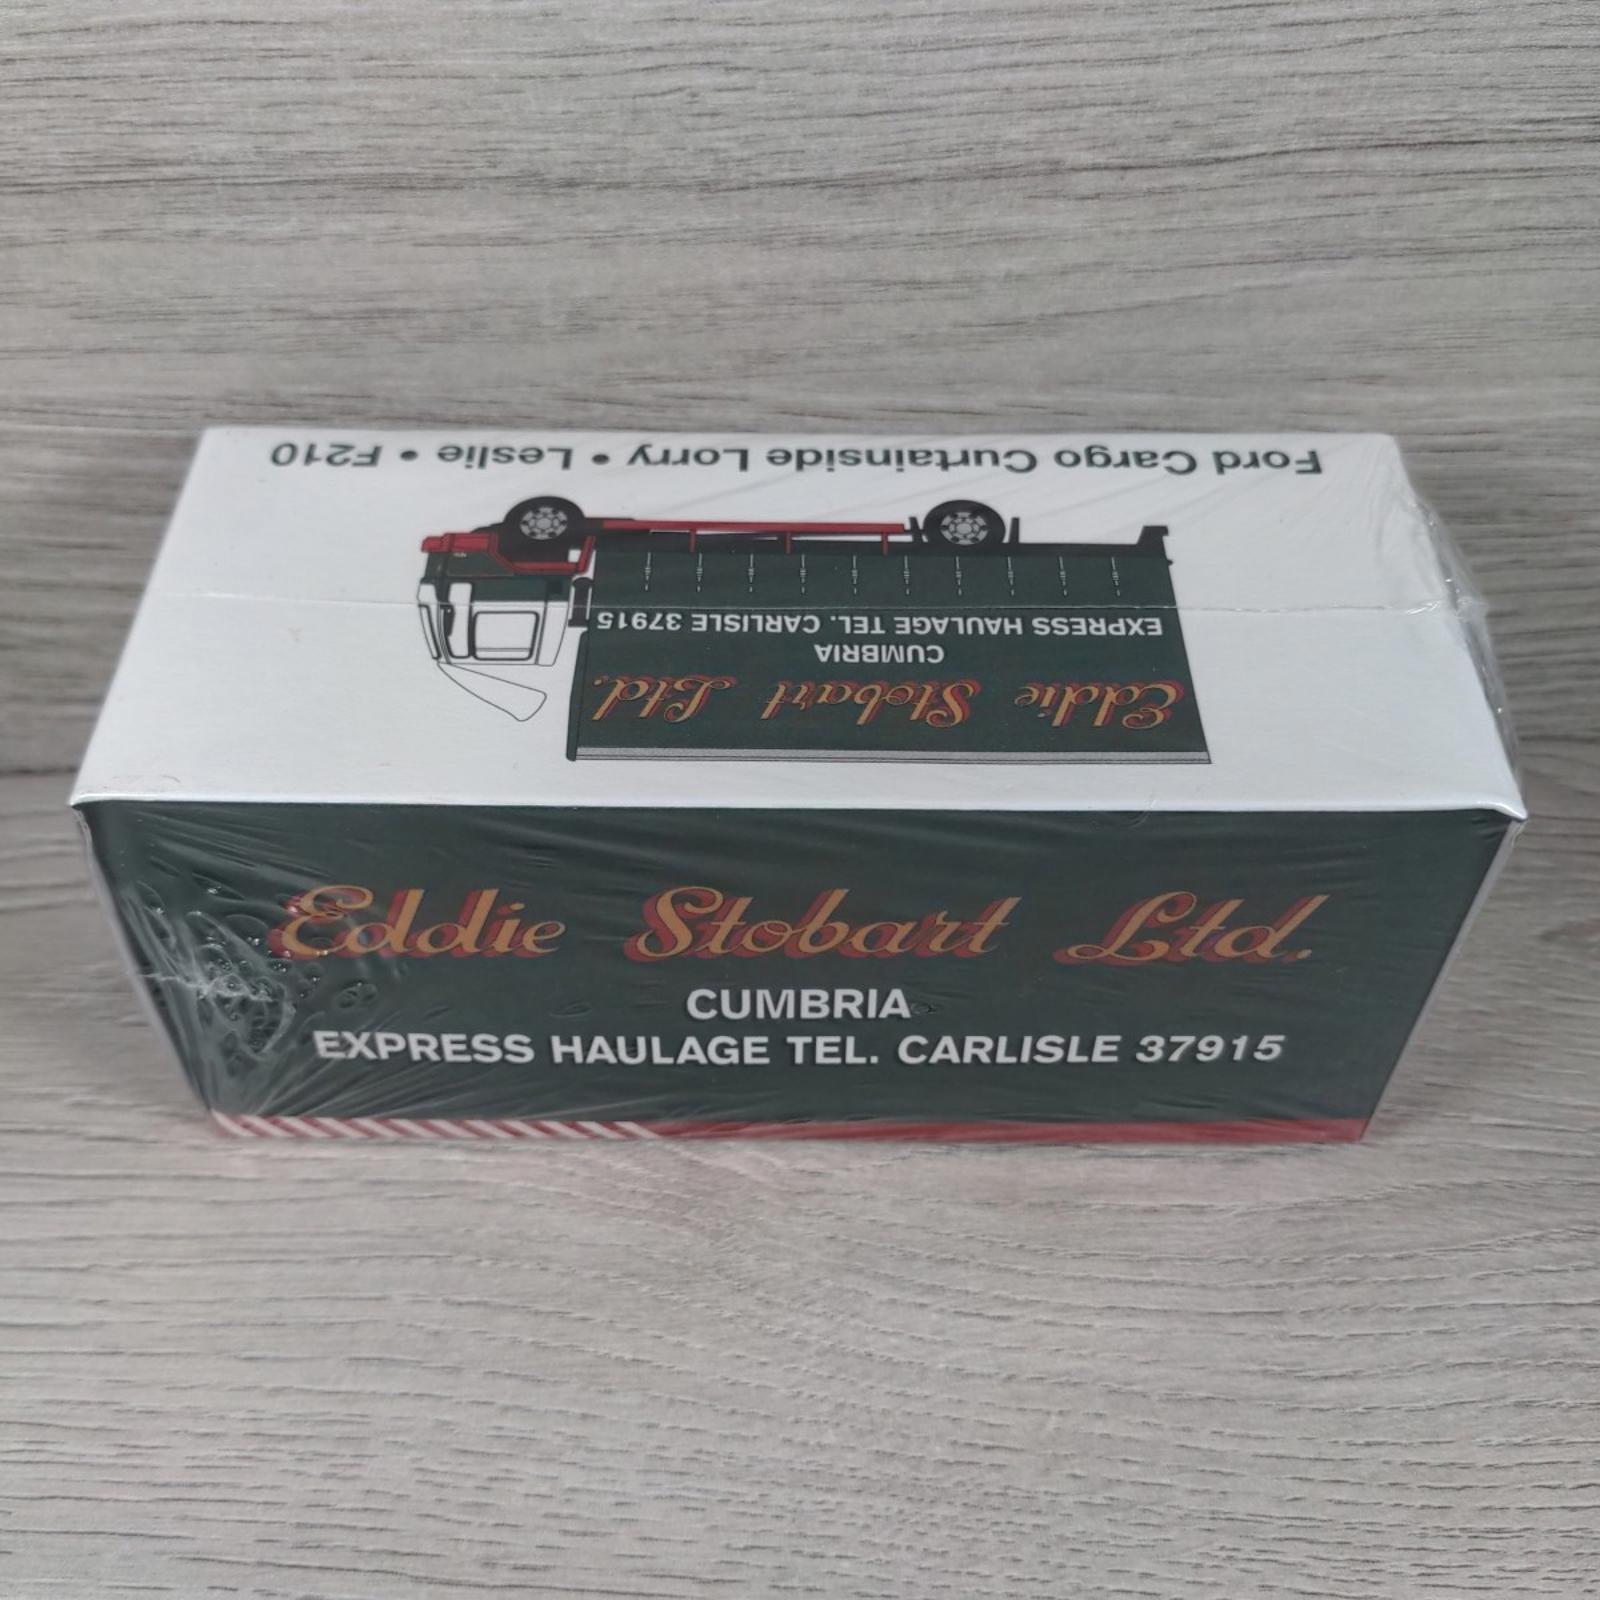 Ford Cargo Curtainside Lorry • Leslie • F210
EXPRESS HAULAGE TEL. CARLISLE 37915
CUMBRIA
Eddie Stobart Ltd.
Eddie Stobart Ltd.
CUMBRIA
EXPRESS HAULAGE TEL. CARLISLE 37915